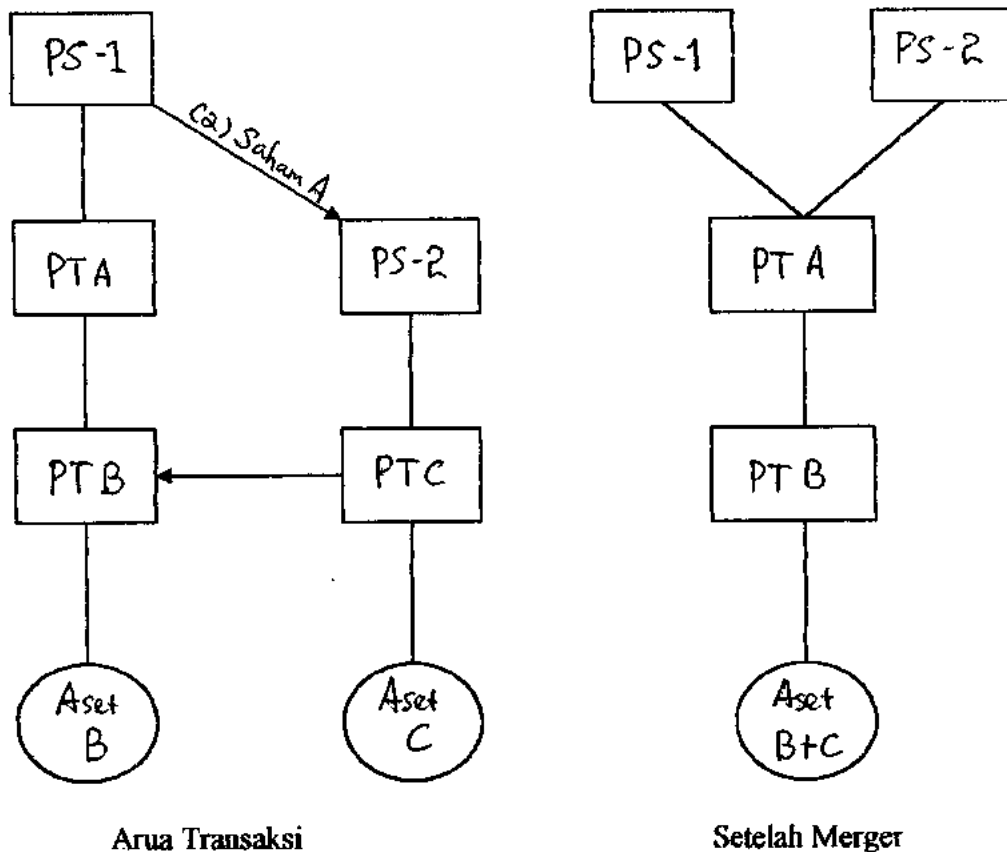 PS-1
(2) Saham A
PT A
PS-2
PT B
PT C
Aset
B
Aset
C
Arua Transaksi
PS-1
PS-2
PT A
PT B
Aset
B+C
Setelah Merger